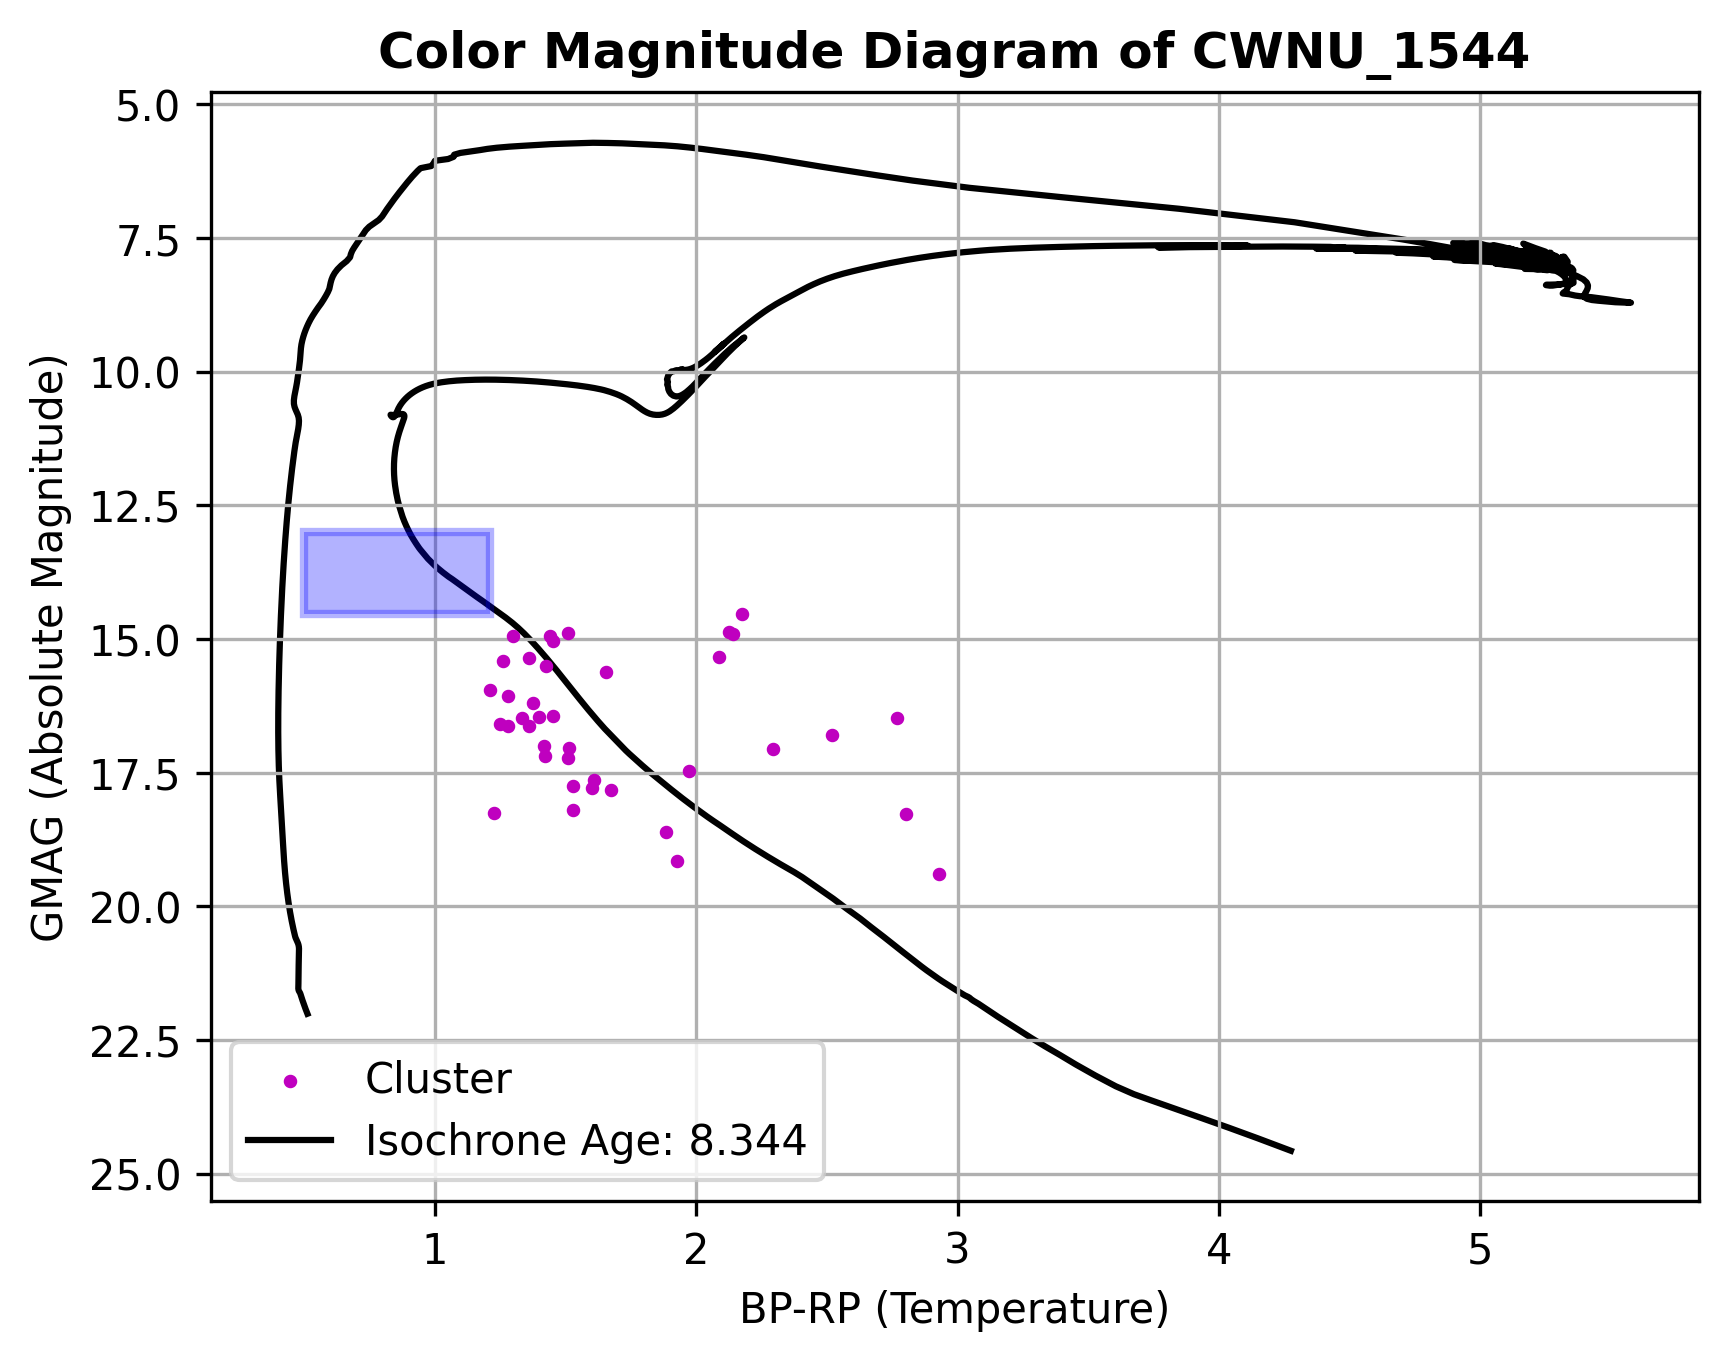 Color Magnitude Diagram of CWNU_1544
GMAG (Absolute Magnitude)
5.0
7.5
10.0
12.5
15.0
17.5
20.0
22.5
25.0
Cluster
Isochrone Age: 8.344
1 2 3 4 5
BP-RP (Temperature)